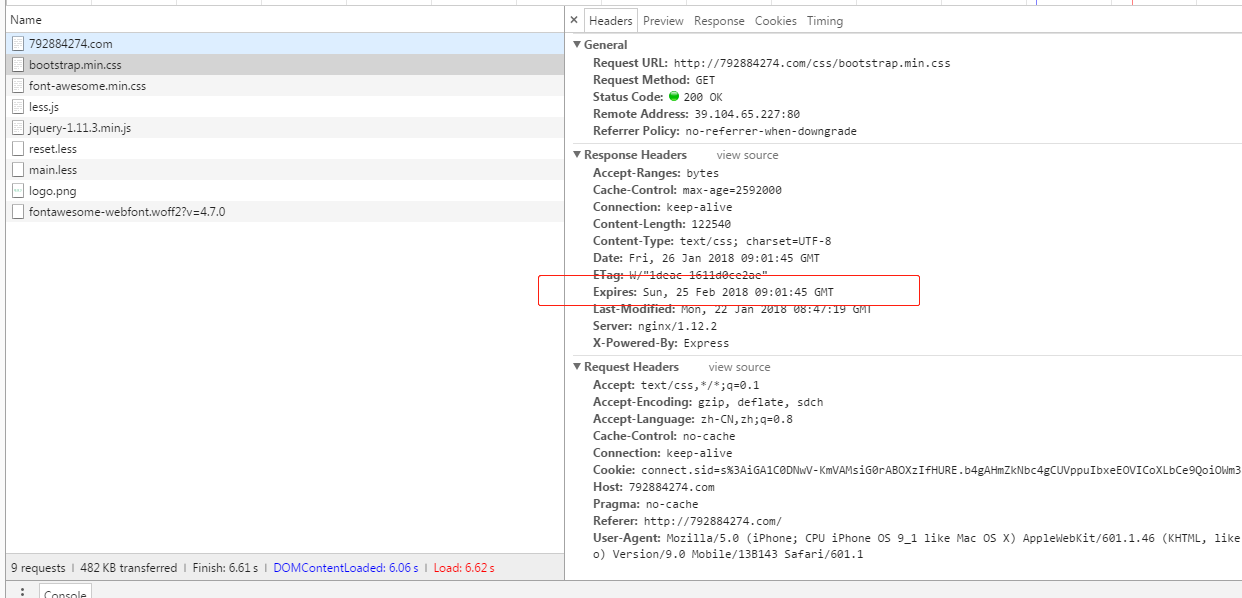 Name
792884274.com
bootstrap.min.css
font-awesome.min.css
less.js
jquery-1.11.3.min.js
reset.less
main.less
logo.png
fontawesome-webfont.woff2?v=4.7.0
9 requests | 482 KB transferred | Finish: 6.61 s | DOMContentLoaded: 6.06 s | Load: 6.62 s
Console
× Headers Preview Response Cookies Timing
General
Request URL: http://792884274.com/css/bootstrap.min.css
Request Method: GET
Status Code: 200 OK
Remote Address: 39.104.65.227:80
Referrer Policy: no-referrer-when-downgrade
Response Headers view source
Accept-Ranges: bytes
Cache-Control: max-age=2592000
Connection: keep-alive
Content-Length: 122540
Content-Type: text/css; charset=UTF-8
Date: Fri, 26 Jan 2018 09:01:45 GMT
ETag: W/"1deac-1611d0ce2ae"
Expires: Sun, 25 Feb 2018 09:01:45 GMT
Last-Modified: Mon, 22 Jan 2018 08:47:19 GMT
Server: nginx/1.12.2
X-Powered-By: Express
Request Headers view source
Accept: text/css,*/*;q=0.1
Accept-Encoding: gzip, deflate, sdch
Accept-Language: zh-CN,zh;q=0.8
Cache-Control: no-cache
Connection: keep-alive
Cookie: connect.sid=s%3AiGA1C0DNwV-KmVAMsiG0rABOXzIfHURE.b4gAHmZkNbc4gCUVppuIbxeEOVICoXLbCe9QoiOWm3
Host: 792884274.com
Pragma: no-cache
Referer: http://792884274.com/
User-Agent: Mozilla/5.0 (iPhone; CPU iPhone OS 9_1 like Mac OS X) AppleWebKit/601.1.46 (KHTML, like
o) Version/9.0 Mobile/13B143 Safari/601.1